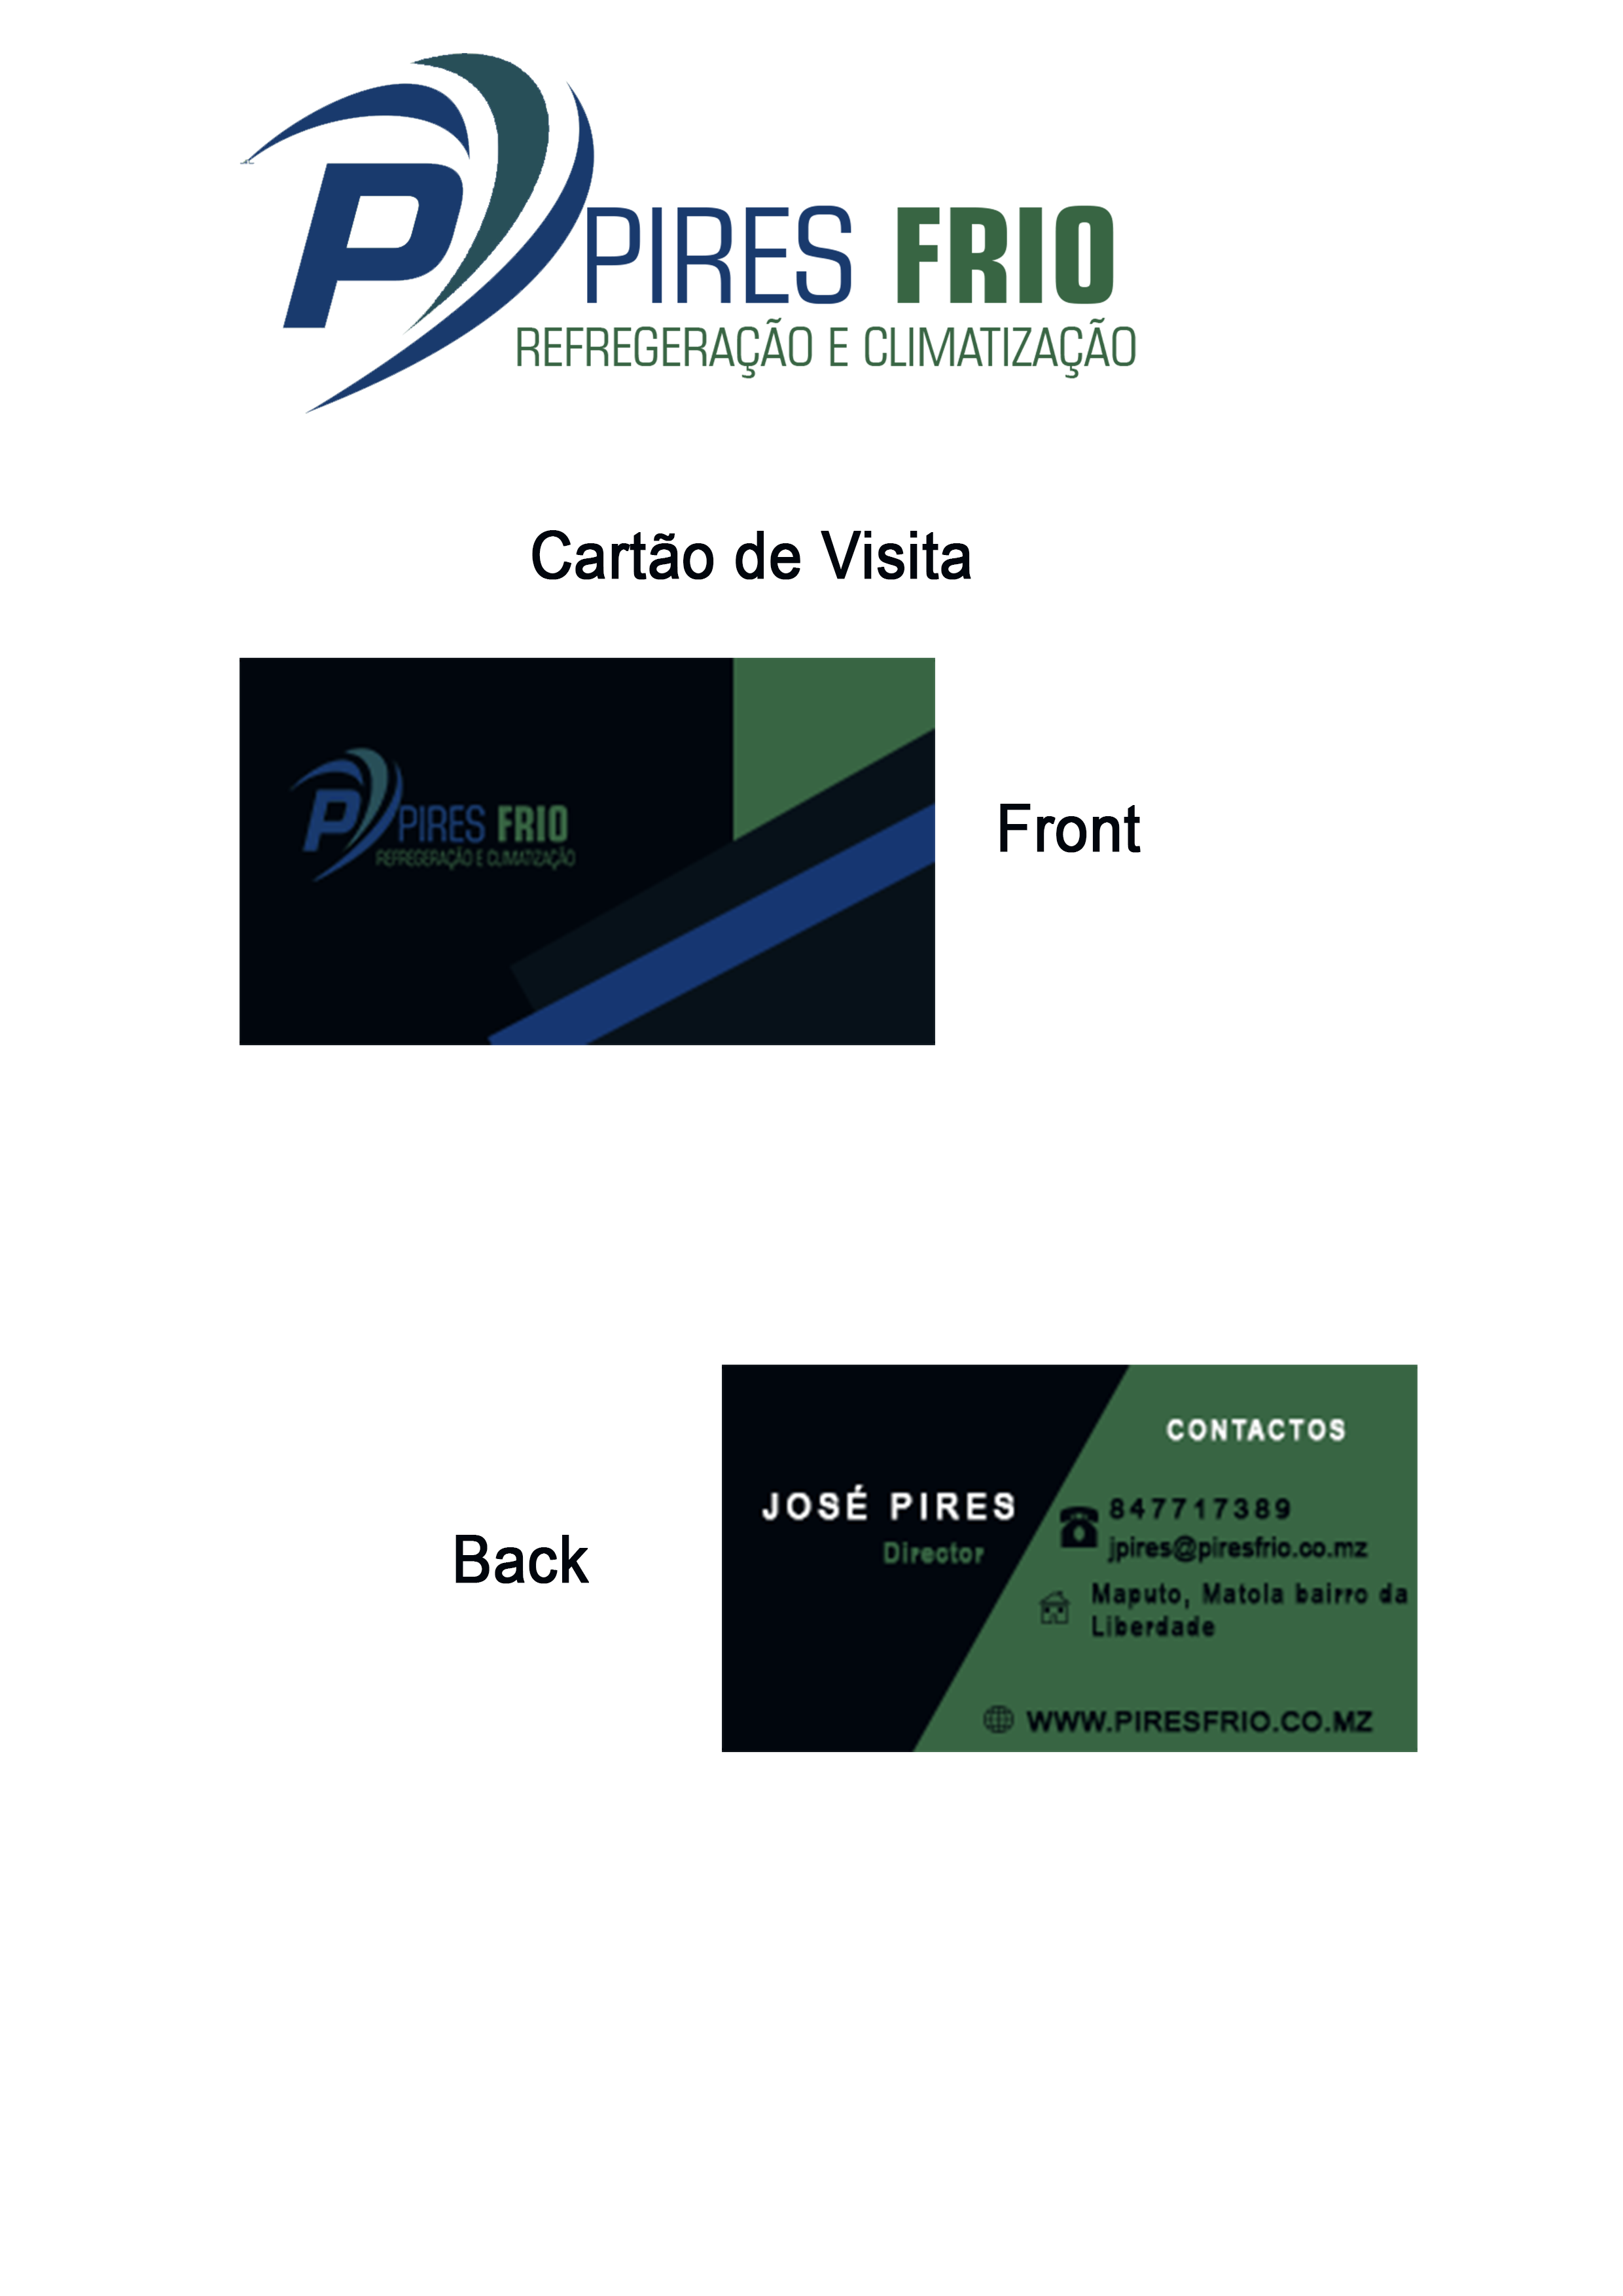 P
PIRES FRIO
REFREGERAÇÃO E CLIMATIZAÇÃO
Cartão de Visita
P
PIRES FRIO
REFREGERAÇÃO E CLIMATIZAÇÃO
Front
Back
JOSÉ PIRES
Director
CONTACTOS
847717389
jpires@piresfrio.co.mz
Maputo, Matola bairro da
Liberdade
WWW.PIRESFRIO.CO.MZ